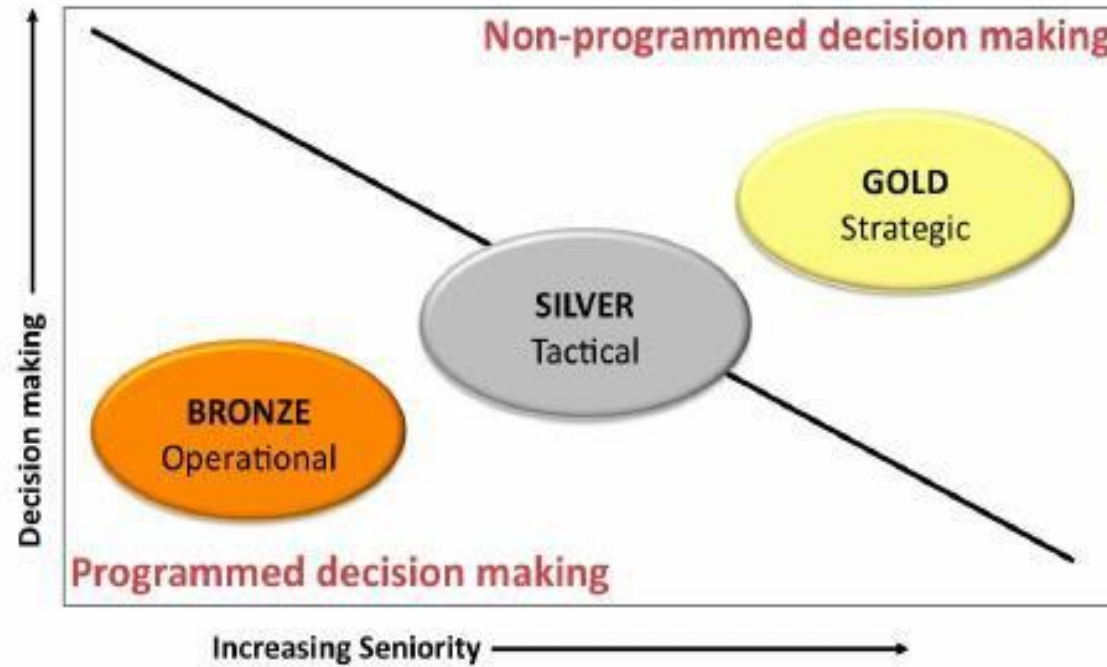 Non-programmed decision making
GOLD
Strategic
SILVER
Tactical
BRONZE
Operational
Programmed decision making
Decision making
Increasing Seniority